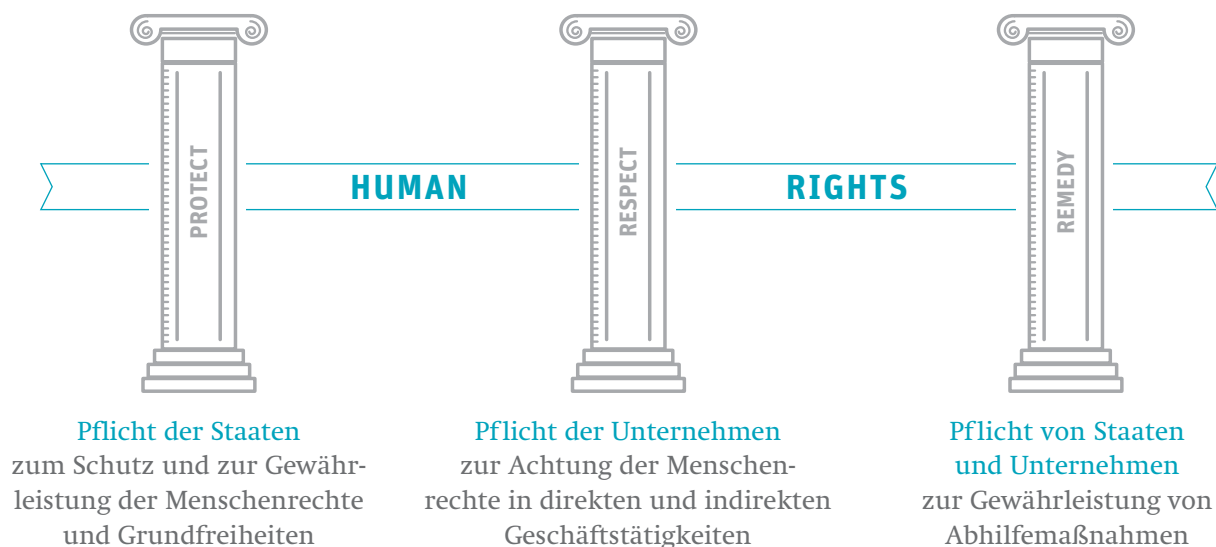 PROTECT
HUMAN
RESPECT
RIGHTS
REMEDY
Pflicht der Staaten
zum Schutz und zur Gewähr-
leistung der Menschenrechte
und Grundfreiheiten
Pflicht der Unternehmen
zur Achtung der Menschen-
rechte in direkten und indirekten
Geschäftstätigkeiten
Pflicht von Staaten
und Unternehmen
zur Gewährleistung von
Abhilfemaßnahmen